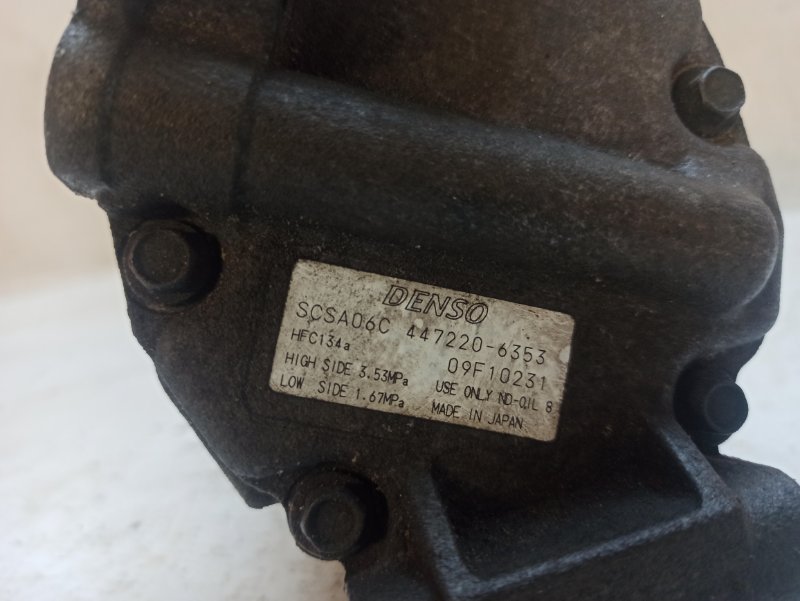 DENSO
SCSA06C 447220-6353
HFC134a 09F10231
HIGH SIDE 3.53MPa USE ONLY ND-OIL 8
LOW SIDE 1.67MPa MADE IN JAPAN